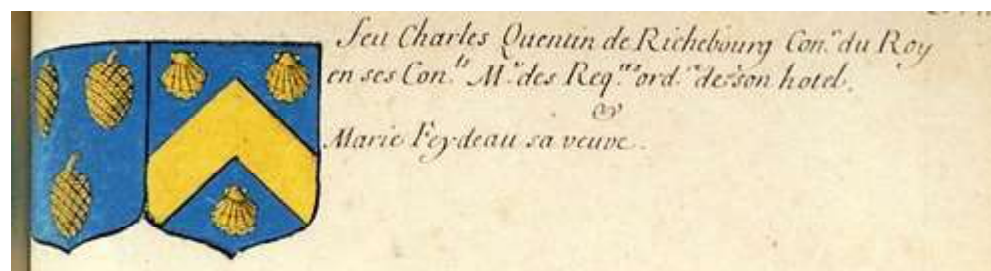 feu Charles Quentin de Richebourg Con.er du Roy
en ses Con.ls M.e des Req.tes ord.re de son hotel.
&
Marie Feydeau sa veuve.